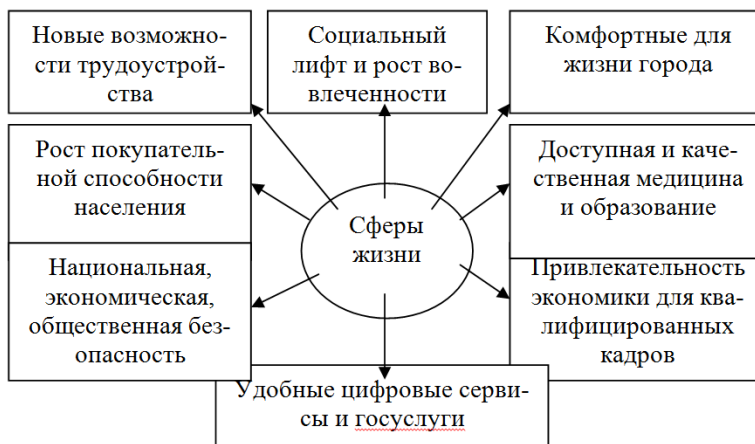 Новые возможно-
сти трудоустрой-
ства
Социальный
лифт и рост во-
влеченности
Комфортные для
жизни города
Рост покупатель-
ной способности
населения
Сферы
жизни
Доступная и каче-
ственная медицина
и образование
Национальная,
экономическая,
общественная без-
опасность
Привлекательность
экономики для ква-
лифицированных
кадров
Удобные цифровые серви-
сы и госуслуги